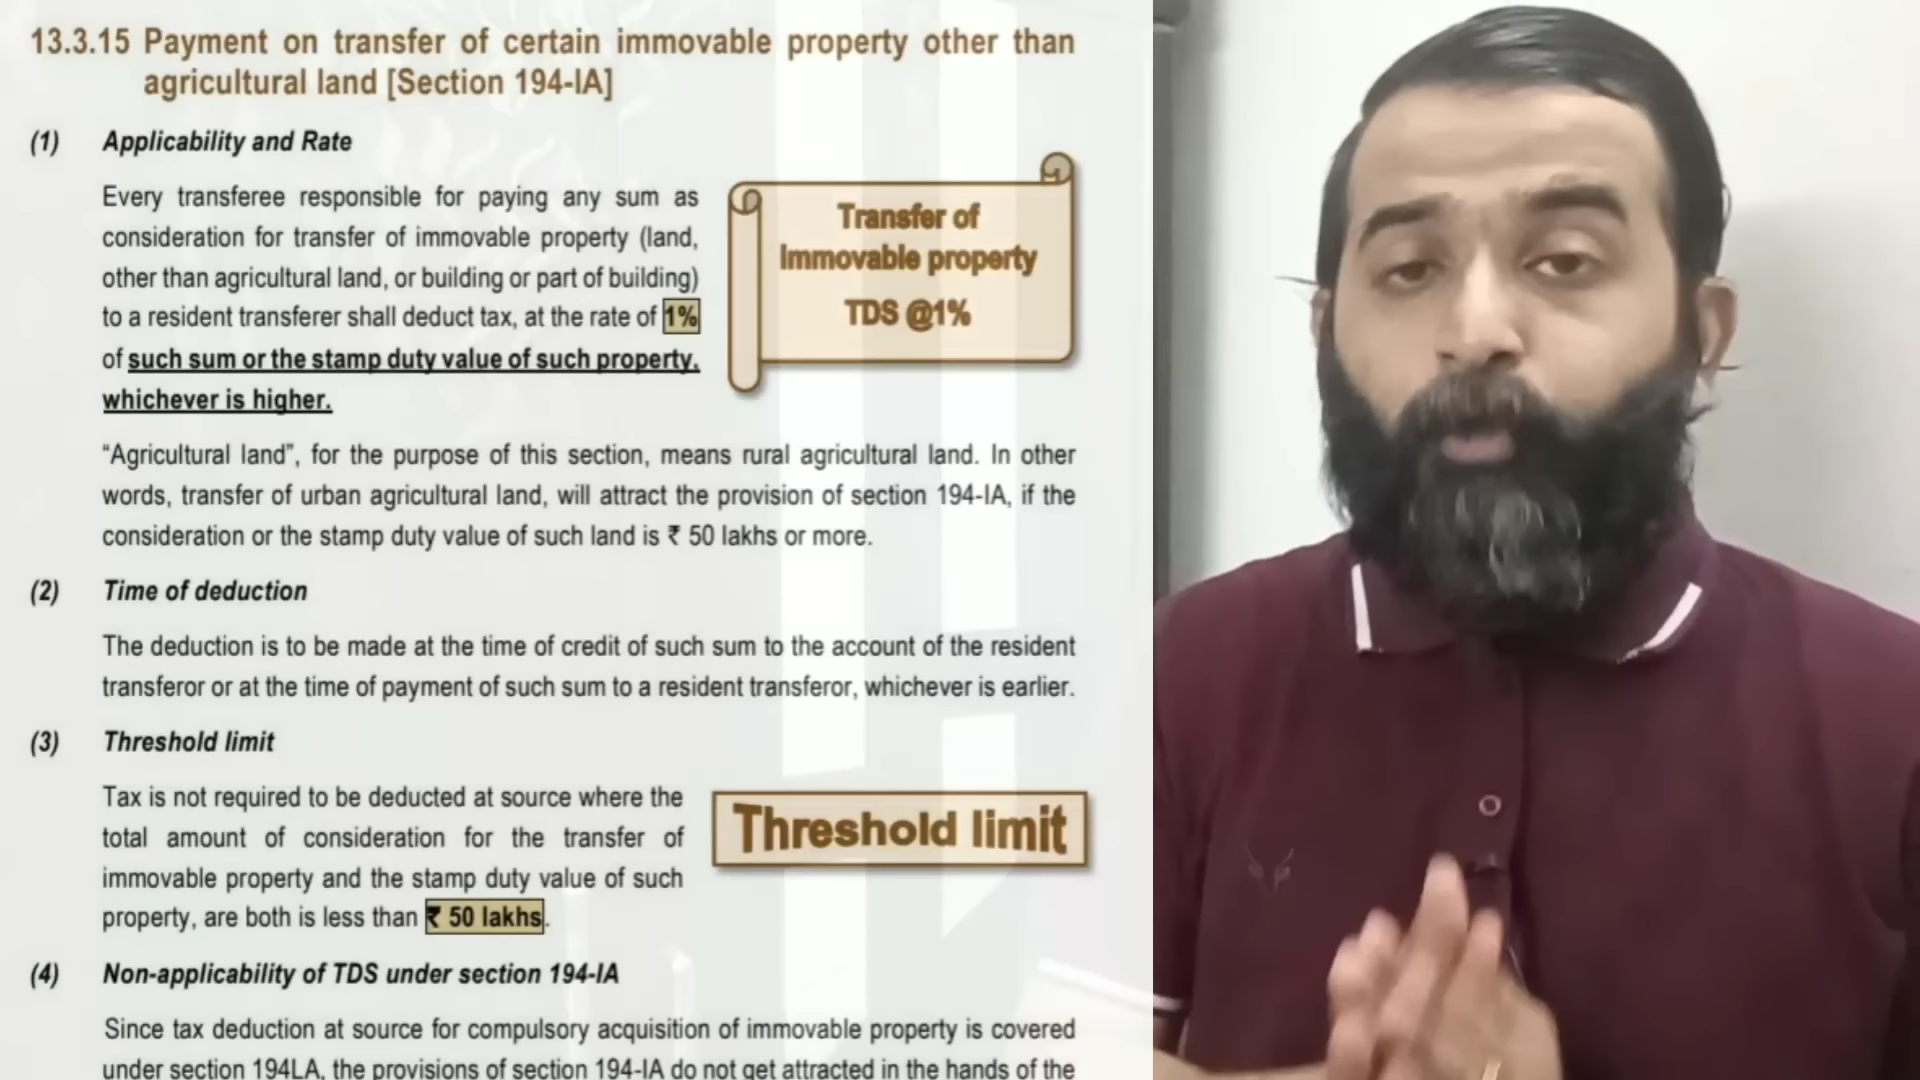 13.3.15 Payment on transfer of certain immovable property other than
agricultural land [Section 194-IA]
(1) Applicability and Rate
Every transferee responsible for paying any sum as
consideration for transfer of immovable property (land,
other than agricultural land, or building or part of building)
to a resident transferer shall deduct tax, at the rate of 1%
of such sum or the stamp duty value of such property,
whichever is higher.
Transfer of
Immovable property
TDS @1%
“Agricultural land”, for the purpose of this section, means rural agricultural land. In other
words, transfer of urban agricultural land, will attract the provision of section 194-IA, if the
consideration or the stamp duty value of such land is ₹ 50 lakhs or more.
(2) Time of deduction
The deduction is to be made at the time of credit of such sum to the account of the resident
transferor or at the time of payment of such sum to a resident transferor, whichever is earlier.
(3) Threshold limit
Tax is not required to be deducted at source where the
total amount of consideration for the transfer of
immovable property and the stamp duty value of such
property, are both is less than ₹ 50 lakhs.
Threshold limit
(4) Non-applicability of TDS under section 194-IA
Since tax deduction at source for compulsory acquisition of immovable property is covered
under section 194LA, the provisions of section 194-IA do not get attracted in the hands of the